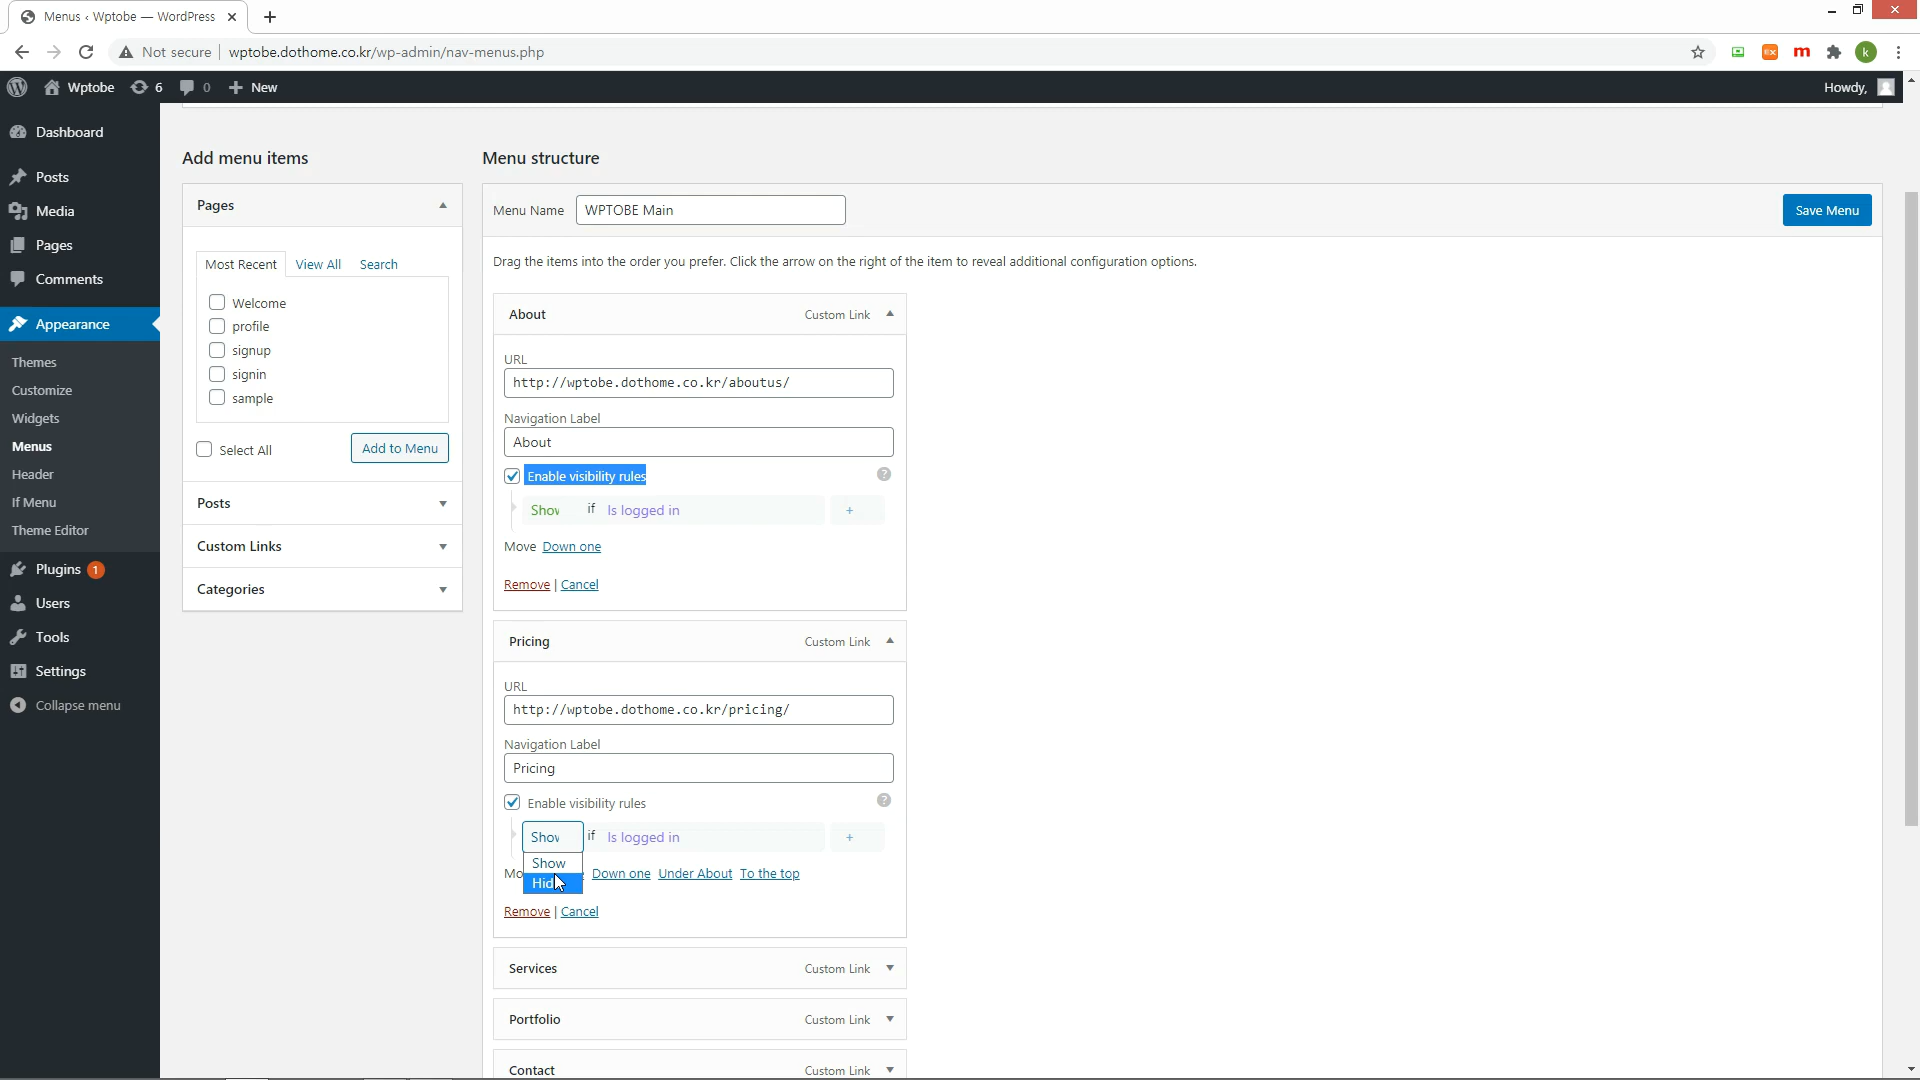 Menus ‹ Wptobe — WordPress
Not secure | wptobe.dothome.co.kr/wp-admin/nav-menus.php
Wptobe 6 0 + New Howdy,
Dashboard
Posts
Media
Pages
Comments
Appearance
Themes
Customize
Widgets
Menus
Header
If Menu
Theme Editor
Plugins 1
Users
Tools
Settings
Collapse menu
Add menu items
Pages
Most Recent View All Search
Welcome
profile
signup
signin
sample
Select All Add to Menu
Posts
Custom Links
Categories
Menu structure
Menu Name WPTOBE Main Save Menu
Drag the items into the order you prefer. Click the arrow on the right of the item to reveal additional configuration options.
About Custom Link
URL
http://wptobe.dothome.co.kr/aboutus/
Navigation Label
About
Enable visibility rules ?
Show if Is logged in +
Move Down one
Remove | Cancel
Pricing Custom Link
URL
http://wptobe.dothome.co.kr/pricing/
Navigation Label
Pricing
Enable visibility rules ?
Show if Is logged in +
Show
Hid
Mo Down one Under About To the top
Remove | Cancel
Services Custom Link
Portfolio Custom Link
Contact Custom Link